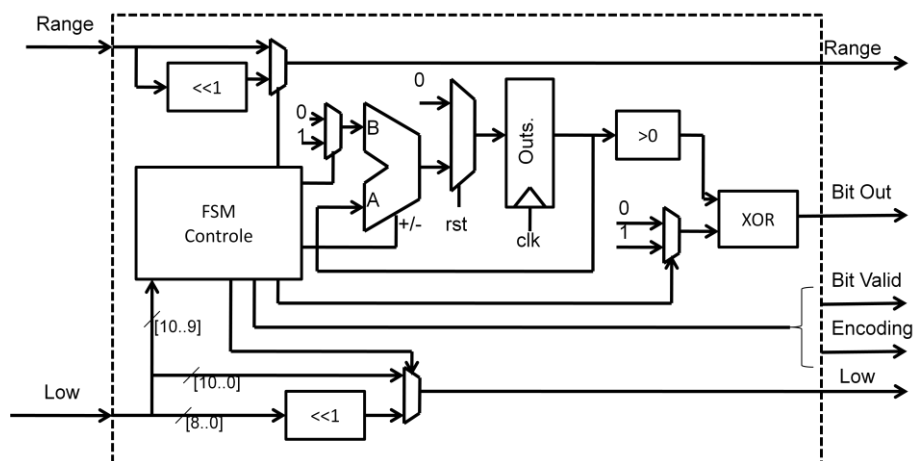 Range
Range
<<1
0
0
1
B
A
+/-
rst
Outs.
clk
>0
0
1
XOR
Bit Out
FSM
Controle
Bit Valid
Encoding
[10..9]
[10..0]
Low
Low
[8..0]
<<1